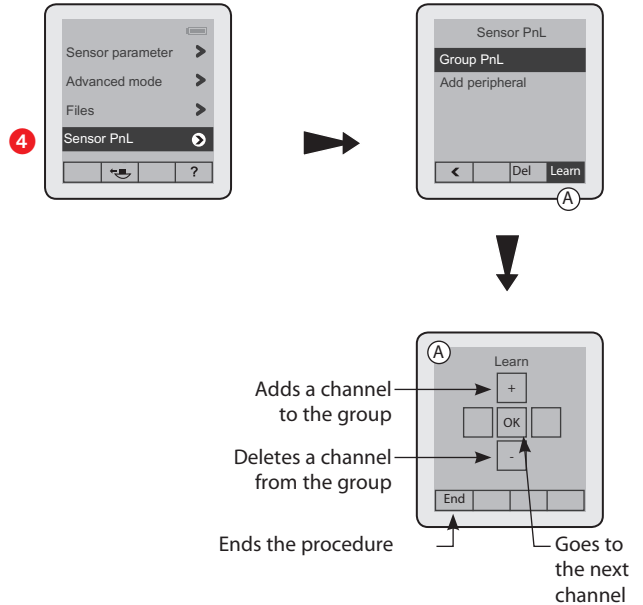 4
Sensor parameter
Advanced mode
Files
Sensor PnL
?
Sensor PnL
Group PnL
Add peripheral
Del Learn
A
A
Learn
+
OK
-
End
Adds a channel
to the group
Deletes a channel
from the group
Ends the procedure
Goes to
the next
channel